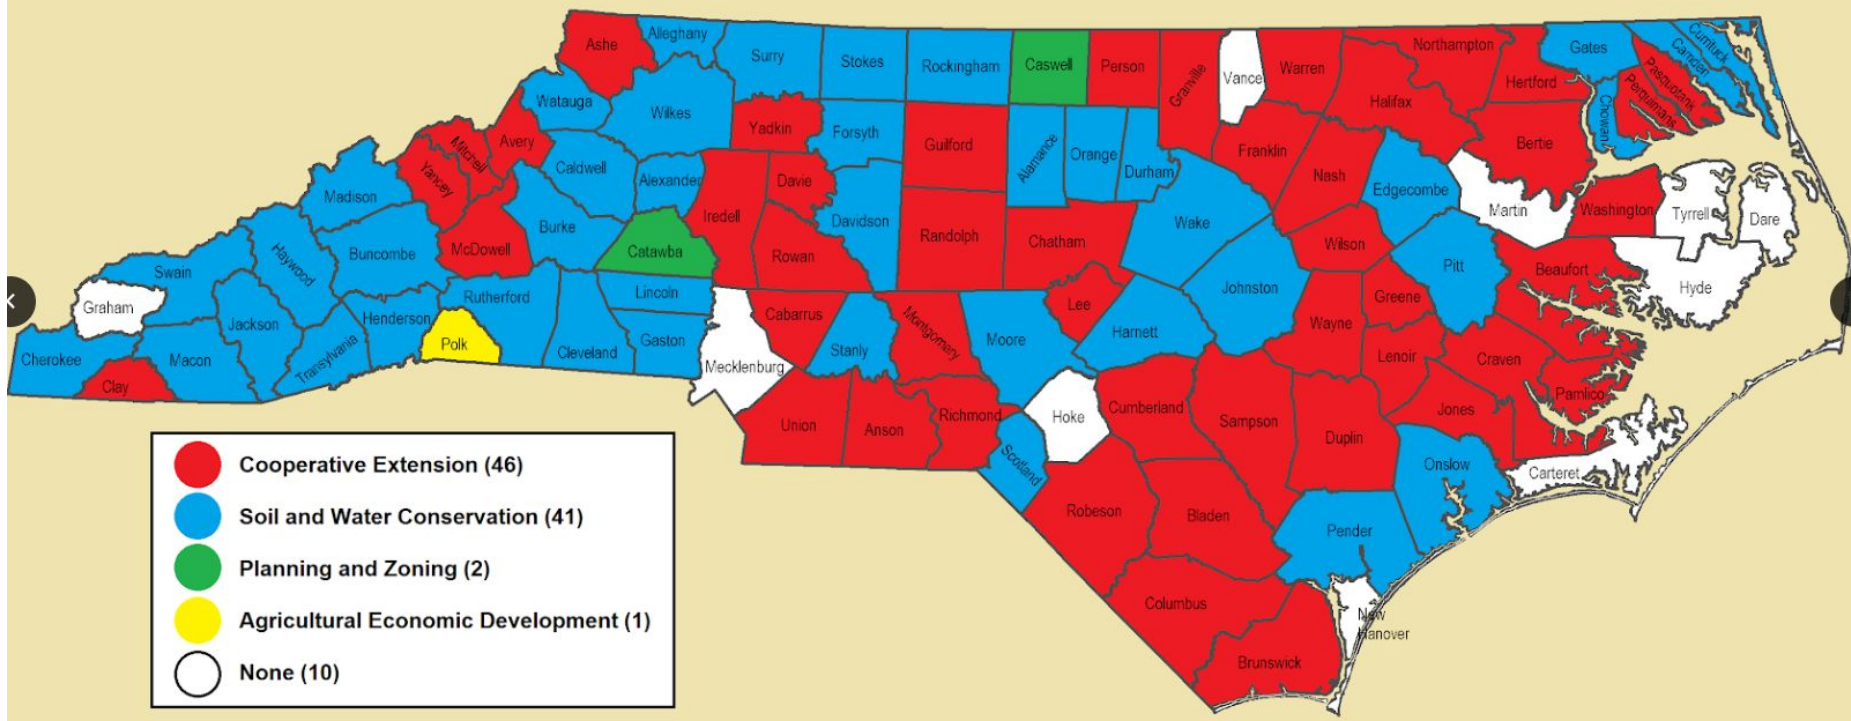 Ashe
Alleghany
Surry
Stokes
Rockingham
Caswell
Person
Granville
Vance
Warren
Northampton
Hertford
Gates
Camden
Currituck
Pasquotank
Perquimans
Chowan
Halifax
Bertie
Watauga
Wilkes
Yadkin
Forsyth
Guilford
Alamance
Orange
Durham
Franklin
Nash
Edgecombe
Martin
Washington
Tyrrell
Dare
Avery
Mitchell
Yancey
Caldwell
Alexander
Iredell
Davie
Davidson
Randolph
Chatham
Wake
Wilson
Pitt
Beaufort
Hyde
Madison
Buncombe
McDowell
Burke
Catawba
Rowan
Haywood
Swain
Graham
Cherokee
Clay
Macon
Jackson
Transylvania
Henderson
Polk
Rutherford
Cleveland
Lincoln
Gaston
Mecklenburg
Cabarrus
Stanly
Montgomary
Moore
Lee
Harnett
Johnston
Wayne
Greene
Lenoir
Craven
Pamlico
Jones
Carteret
Onslow
Duplin
Sampson
Cumberland
Hoke
Scotland
Richmond
Anson
Union
Robeson
Bladen
Pender
Columbus
Brunswick
New
Hanover
Cooperative Extension (46)
Soil and Water Conservation (41)
Planning and Zoning (2)
Agricultural Economic Development (1)
None (10)